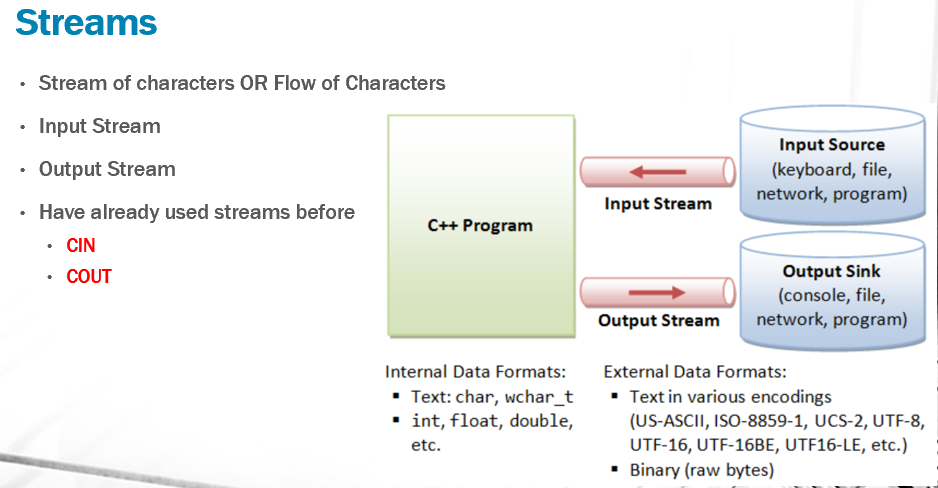 Streams
• Stream of characters OR Flow of Characters
• Input Stream
• Output Stream
• Have already used streams before
• CIN
• COUT
C++ Program
Input Stream
Output Stream
Input Source
(keyboard, file,
network, program)
Output Sink
(console, file,
network, program)
Internal Data Formats:
▪ Text: char, wchar_t
▪ int, float, double,
etc.
External Data Formats:
▪ Text in various encodings
(US-ASCII, ISO-8859-1, UCS-2, UTF-8,
UTF-16, UTF-16BE, UTF16-LE, etc.)
▪ Binary (raw bytes)